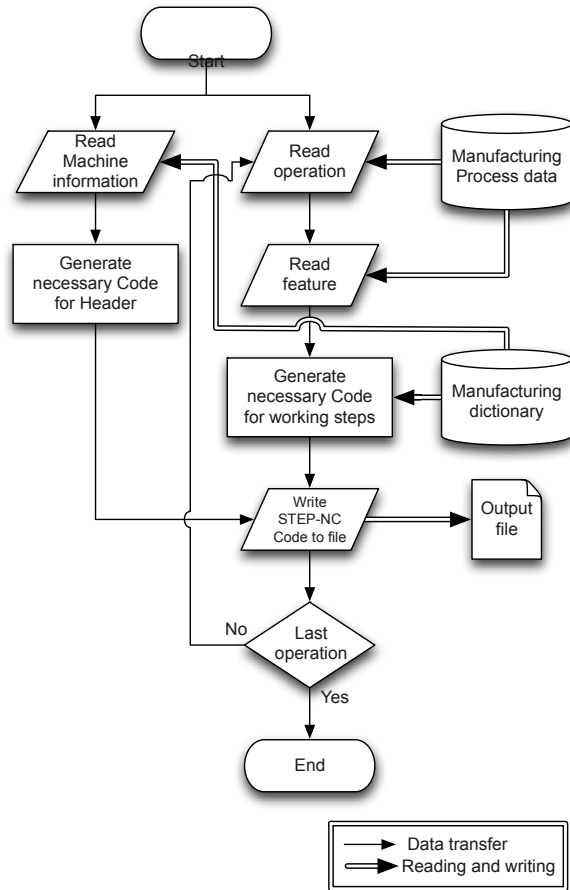 Start
Read
Machine
information
Read
operation
Manufacturing
Process data
Generate
necessary Code
for Header
Read
feature
Generate
necessary Code
for working steps
Manufacturing
dictionary
Write
STEP-NC
Code to file
Output
file
No
Last
operation
Yes
End
Data transfer
Reading and writing